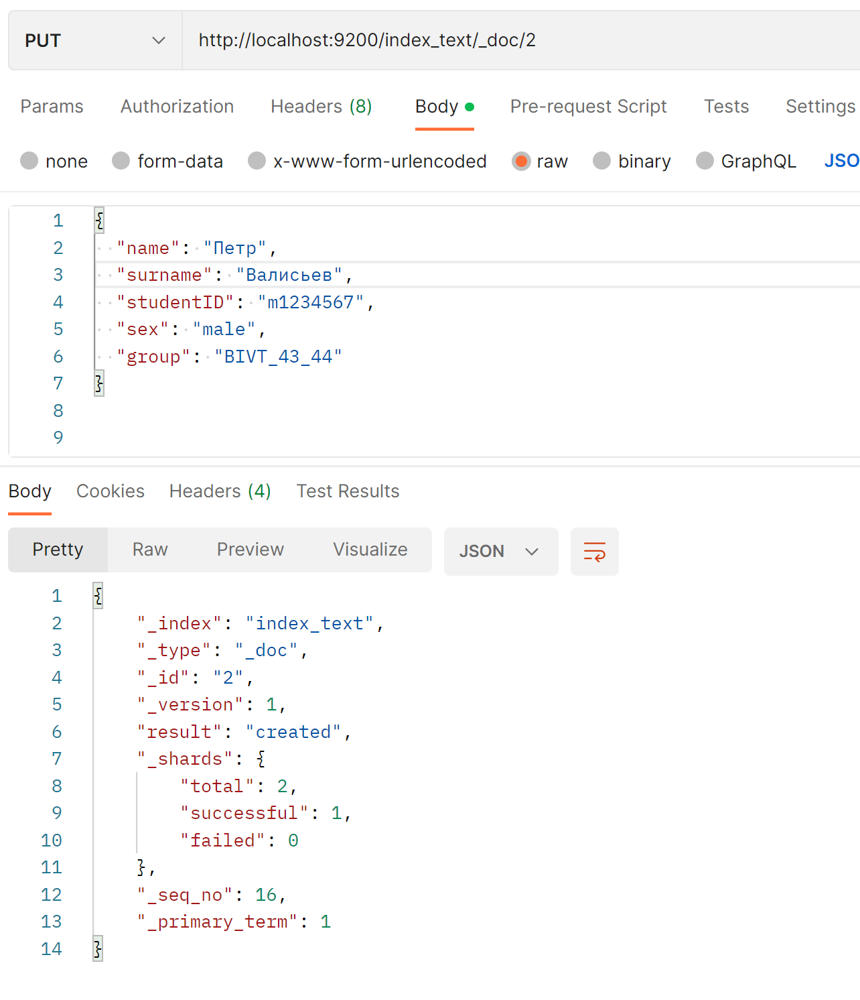 PUT http://localhost:9200/index_text/_doc/2
Params Authorization Headers (8) Body Pre-request Script Tests Settings
none form-data x-www-form-urlencoded raw binary GraphQL JSO
1 {
2 "name": "Петр",
3 "surname": "Валисьев",
4 "studentID": "m1234567",
5 "sex": "male",
6 "group": "BIVT_43_44"
7 }
8
9
Body Cookies Headers (4) Test Results
Pretty Raw Preview Visualize JSON
1 {
2 "_index": "index_text",
3 "_type": "_doc",
4 "_id": "2",
5 "_version": 1,
6 "result": "created",
7 "_shards": {
8 "total": 2,
9 "successful": 1,
10 "failed": 0
11 },
12 "_seq_no": 16,
13 "_primary_term": 1
14 }